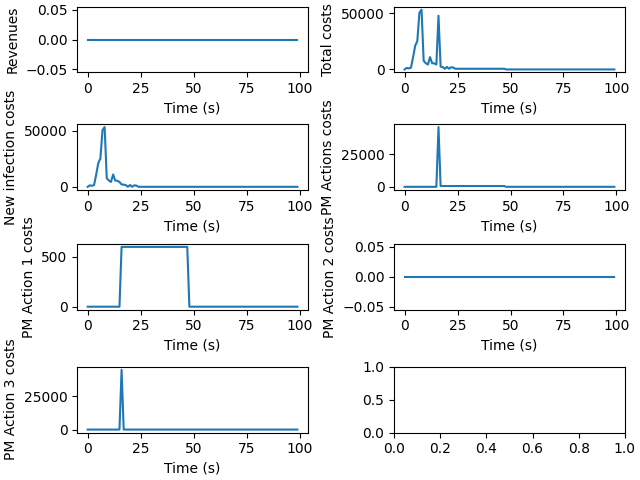 Revenues
0.05
0.00
−0.05
0 25 50 75 100
Time (s)
Total costs
50000
0
0 25 50 75 100
Time (s)
New infection costs
50000
0
0 25 50 75 100
Time (s)
PM Actions costs
25000
0
0 25 50 75 100
Time (s)
PM Action 1 costs
500
0
0 25 50 75 100
Time (s)
PM Action 2 costs
0.05
0.00
−0.05
0 25 50 75 100
Time (s)
PM Action 3 costs
25000
0
0 25 50 75 100
Time (s)
1.0
0.5
0.0
0.0 0.2 0.4 0.6 0.8 1.0